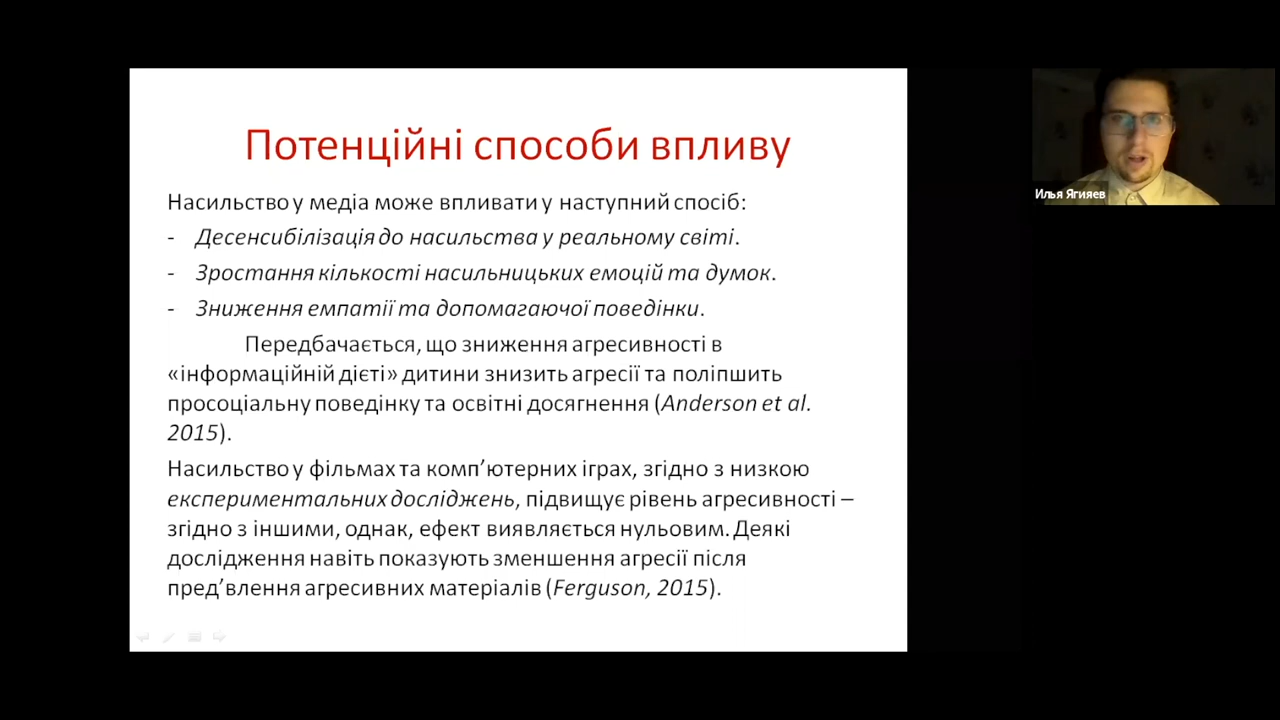 Потенційні способи впливу
Насильство у медіа може впливати у наступний спосіб:
- Десенсибілізація до насильства у реальному світі.
- Зростання кількості насильницьких емоцій та думок.
- Зниження емпатії та допомагаючої поведінки.
Передбачається, що зниження агресивності в
«інформаційній дієті» дитини знизить агресії та поліпшить
просоціальну поведінку та освітні досягнення (Anderson et al.
2015).
Насильство у фільмах та комп’ютерних іграх, згідно з низкою
експериментальних досліджень, підвищує рівень агресивності –
згідно з іншими, однак, ефект виявляється нульовим. Деякі
дослідження навіть показують зменшення агресії після
пред’влення агресивних матеріалів (Ferguson, 2015).
Илья Ягияев